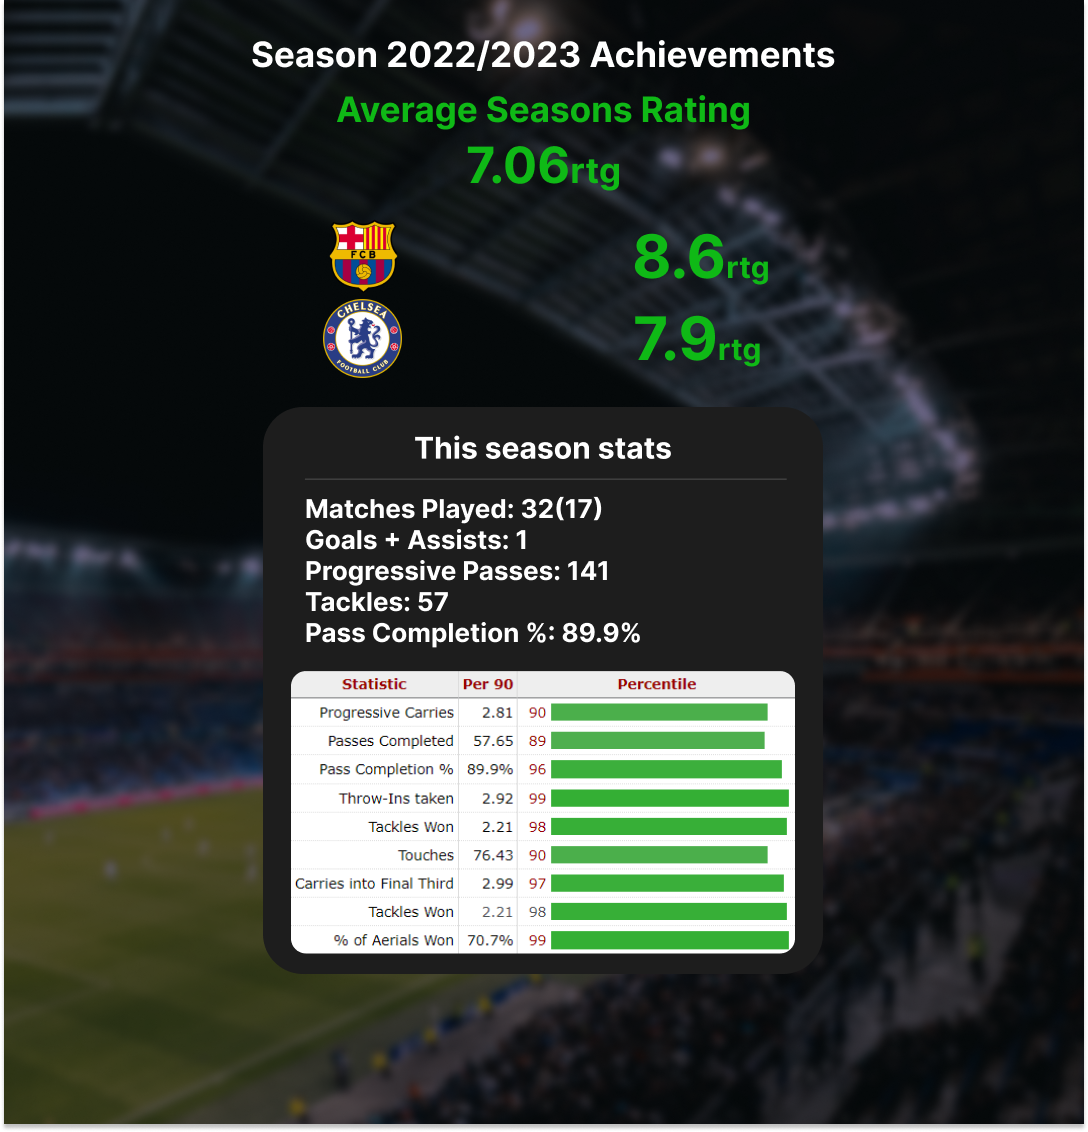 Season 2022/2023 Achievements
Average Seasons Rating
7.06rtg
FCB
8.6rtg
CHELSEA
FOOTBALL CLUB
7.9rtg
This season stats
Matches Played: 32(17)
Goals + Assists: 1
Progressive Passes: 141
Tackles: 57
Pass Completion %: 89.9%
Statistic Per 90 Percentile
Progressive Carries 2.81 90
Passes Completed 57.65 89
Pass Completion % 89.9% 96
Throw-Ins taken 2.92 99
Tackles Won 2.21 98
Touches 76.43 90
Carries into Final Third 2.99 97
Tackles Won 2.21 98
% of Aerials Won 70.7% 99